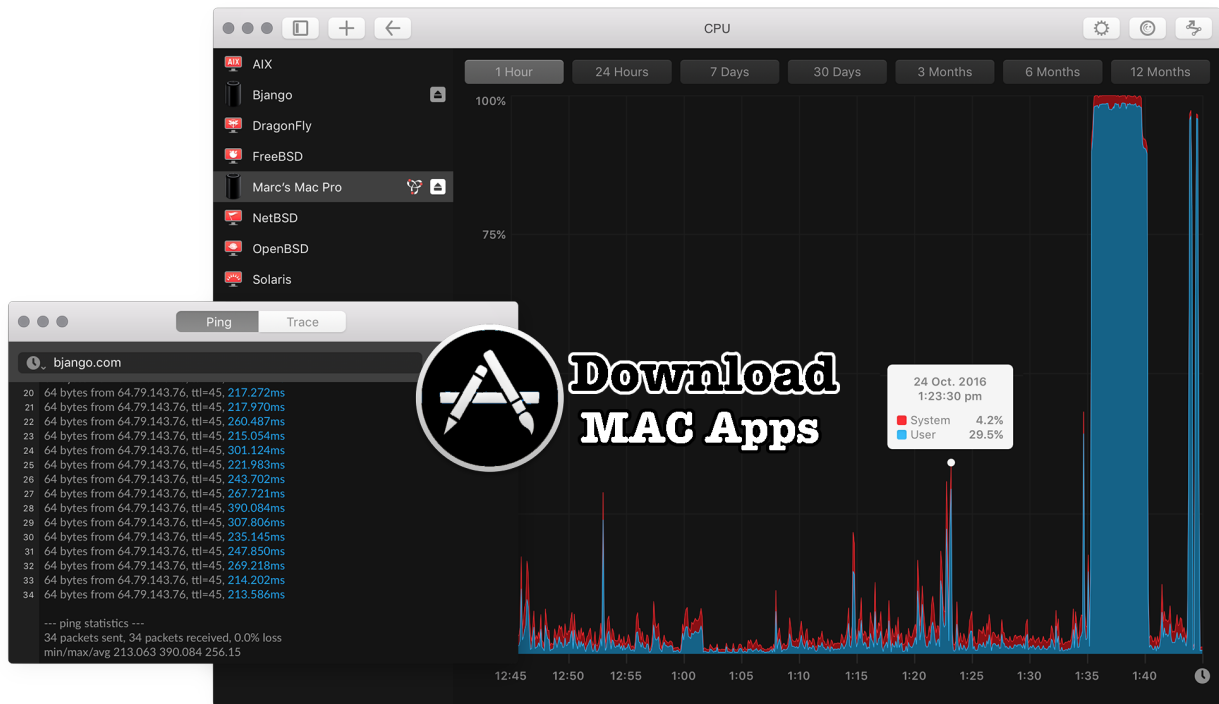 CPU
AIX
AIX
Bjango
DragonFly
FreeBSD
Marc's Mac Pro
NetBSD
OpenBSD
Solaris
1 Hour
24 Hours
7 Days
30 Days
3 Months
6 Months
12 Months
100%
75%
24 Oct. 2016
1:23:30 pm
System 4.2%
User 29.5%
12:45 12:50 12:55 1:00 1:05 1:10 1:15 1:20 1:25 1:30 1:35 1:40
Ping Trace
bjango.com
20 64 bytes from 64.79.143.76, ttl=45, 217.272ms
21 64 bytes from 64.79.143.76, ttl=45, 217.970ms
22 64 bytes from 64.79.143.76, ttl=45, 260.487ms
23 64 bytes from 64.79.143.76, ttl=45, 215.054ms
24 64 bytes from 64.79.143.76, ttl=45, 301.124ms
25 64 bytes from 64.79.143.76, ttl=45, 221.983ms
26 64 bytes from 64.79.143.76, ttl=45, 243.702ms
27 64 bytes from 64.79.143.76, ttl=45, 267.721ms
28 64 bytes from 64.79.143.76, ttl=45, 390.084ms
29 64 bytes from 64.79.143.76, ttl=45, 307.806ms
30 64 bytes from 64.79.143.76, ttl=45, 235.145ms
31 64 bytes from 64.79.143.76, ttl=45, 247.850ms
32 64 bytes from 64.79.143.76, ttl=45, 269.218ms
33 64 bytes from 64.79.143.76, ttl=45, 214.202ms
34 64 bytes from 64.79.143.76, ttl=45, 213.586ms
--- ping statistics ---
34 packets sent, 34 packets received, 0.0% loss
min/max/avg 213.063 390.084 256.15
Download
MAC Apps